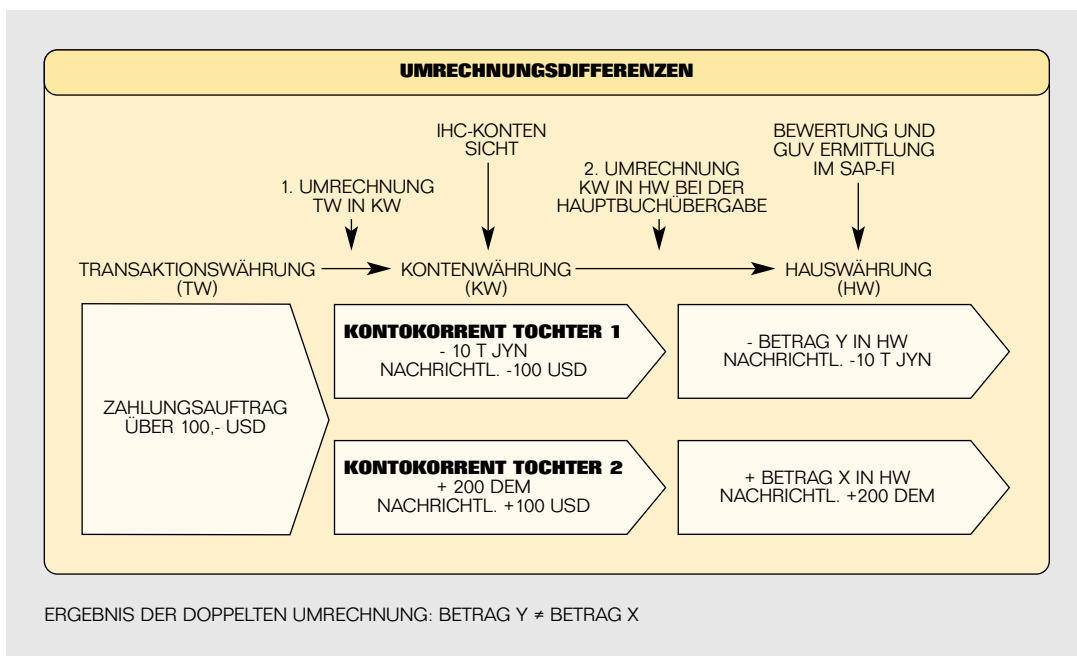 UMRECHNUNGSDIFFERENZEN
IHC-KONTEN
SICHT
BEWERTUNG UND
GUV ERMITTLUNG
IM SAP-FI
1. UMRECHNUNG
TW IN KW
2. UMRECHNUNG
KW IN HW BEI DER
HAUPTBUCHÜBERGABE
TRANSAKTIONSWÄHRUNG
(TW)
KONTENWÄHRUNG
(KW)
HAUSWÄHRUNG
(HW)
ZAHLUNGSAUFTRAG
ÜBER 100,- USD
KONTOKORRENT TOCHTER 1
- 10 T JYN
NACHRICHTL. -100 USD
- BETRAG Y IN HW
NACHRICHTL. -10 T JYN
KONTOKORRENT TOCHTER 2
+ 200 DEM
NACHRICHTL. +100 USD
+ BETRAG X IN HW
NACHRICHTL. +200 DEM
ERGEBNIS DER DOPPELTEN UMRECHNUNG: BETRAG Y ≠ BETRAG X